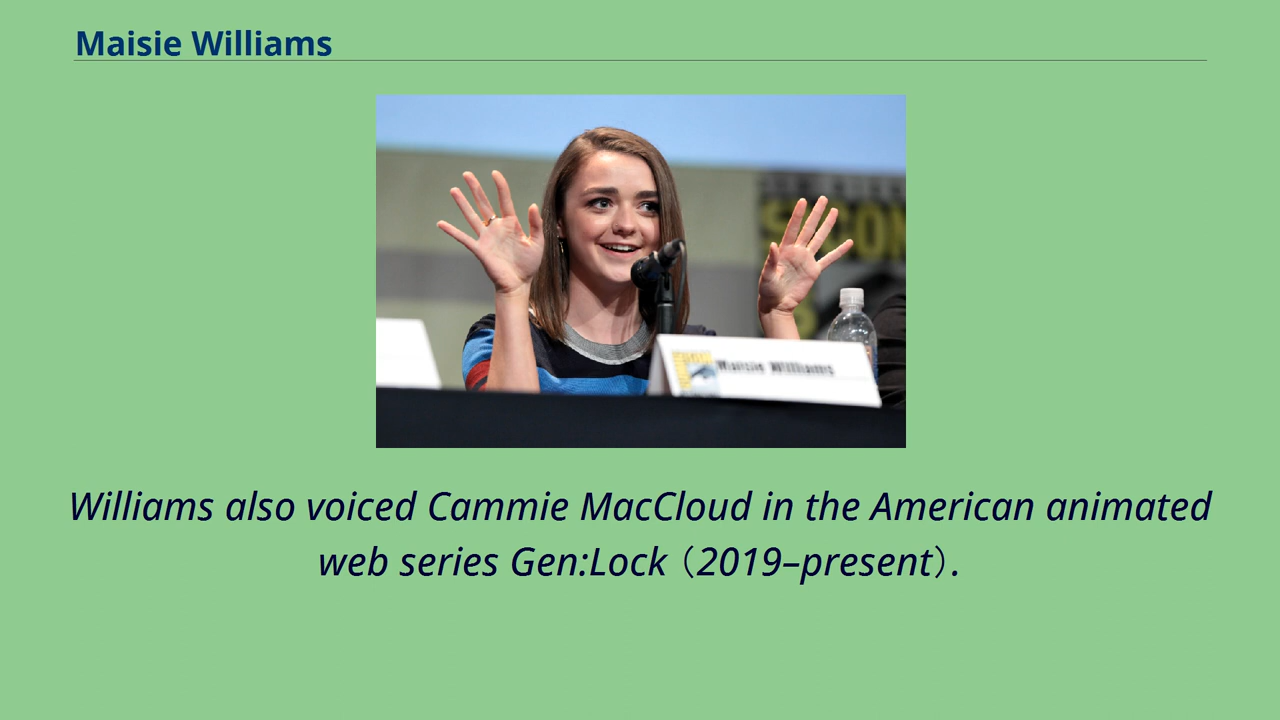 Maisie Williams
CON
Maisie Williams
Williams also voiced Cammie MacCloud in the American animated
web series Gen:Lock（2019–present）.